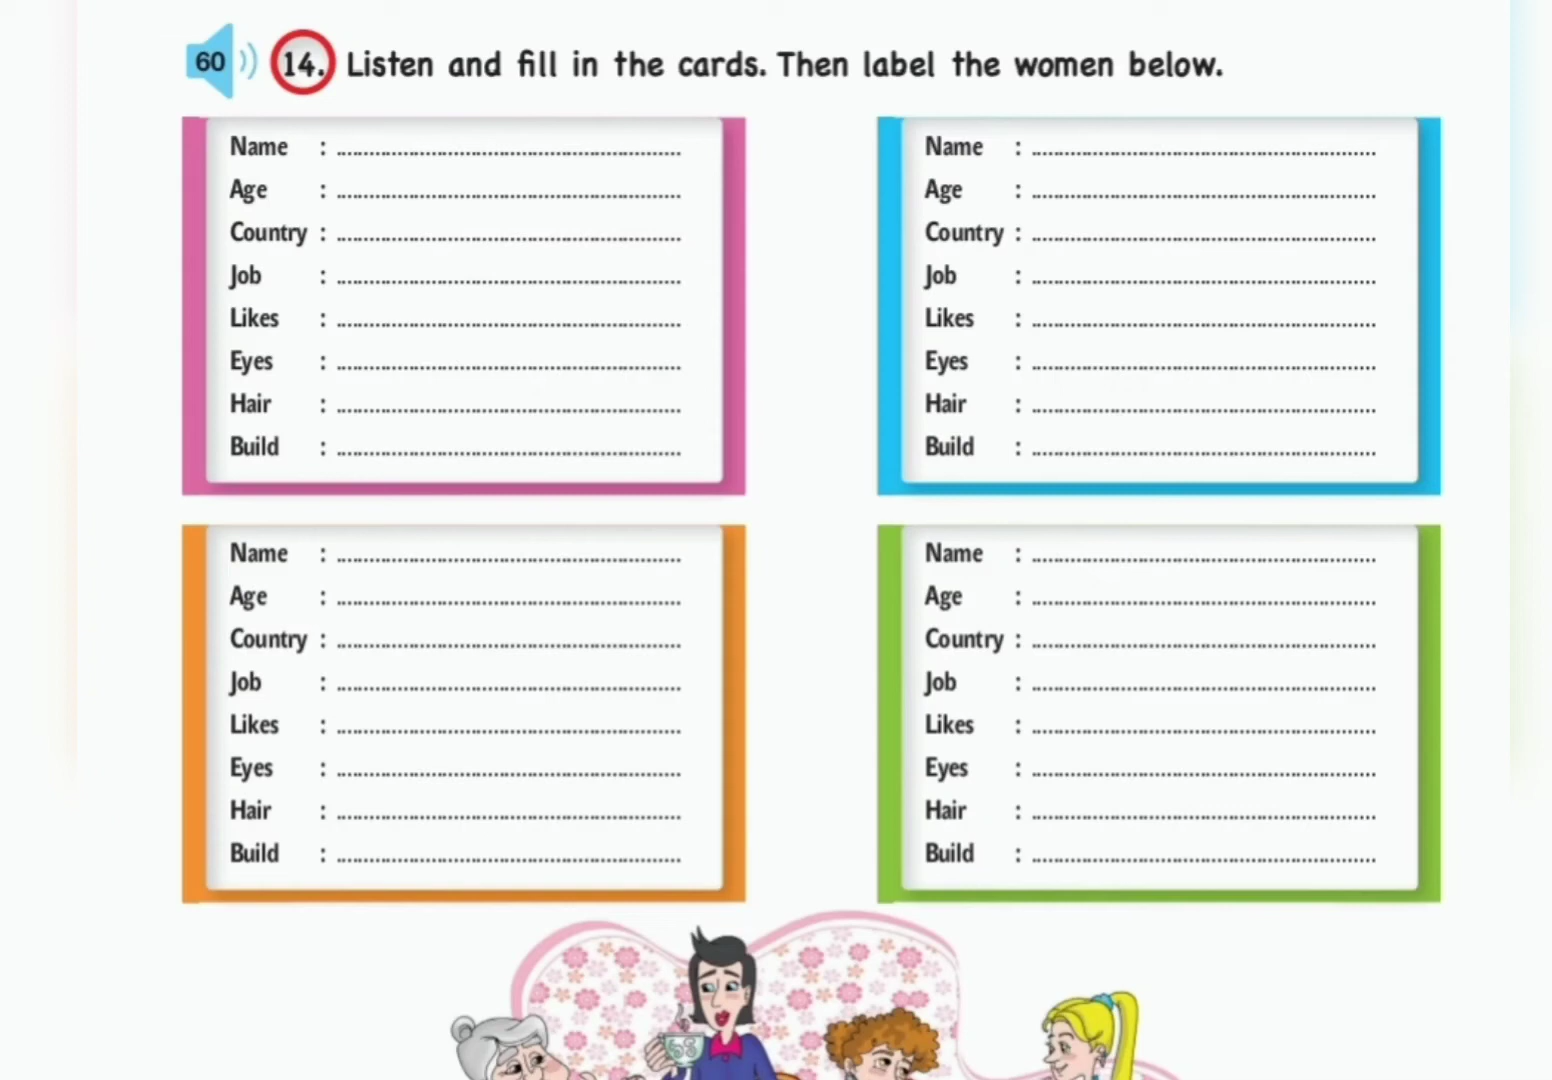 60 14. Listen and fill in the cards. Then label the women below.
Name : ........................................
Age : ........................................
Country : ........................................
Job : ........................................
Likes : ........................................
Eyes : ........................................
Hair : ........................................
Build : ........................................
Name : ........................................
Age : ........................................
Country : ........................................
Job : ........................................
Likes : ........................................
Eyes : ........................................
Hair : ........................................
Build : ........................................
Name : ........................................
Age : ........................................
Country : ........................................
Job : ........................................
Likes : ........................................
Eyes : ........................................
Hair : ........................................
Build : ........................................
Name : ........................................
Age : ........................................
Country : ........................................
Job : ........................................
Likes : ........................................
Eyes : ........................................
Hair : ........................................
Build : ........................................